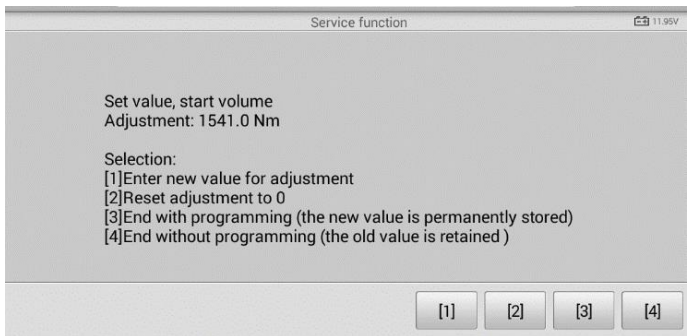 Service function
11.95V
Set value, start volume
Adjustment: 1541.0 Nm
Selection:
[1]Enter new value for adjustment
[2]Reset adjustment to 0
[3]End with programming (the new value is permanently stored)
[4]End without programming (the old value is retained )
[1] [2] [3] [4]